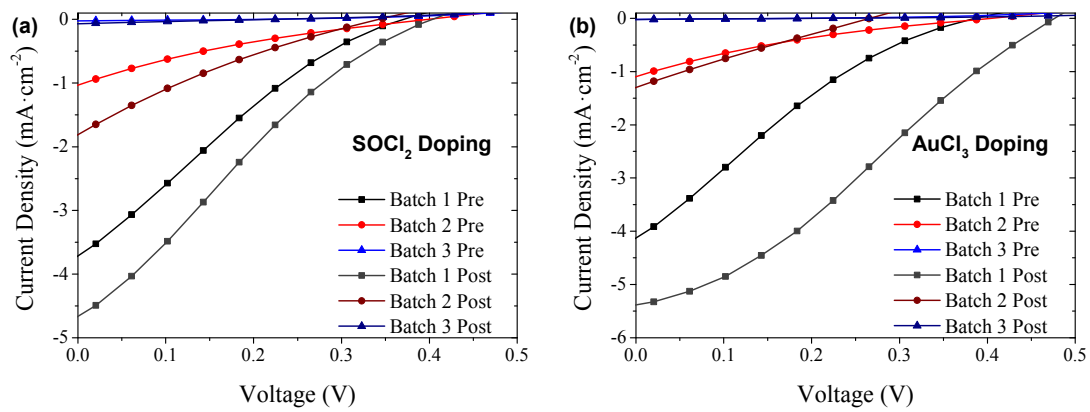 (a)
0
-1
-2
-3
-4
-5
Current Density (mA·cm⁻²)
SOCl₂ Doping
Batch 1 Pre
Batch 2 Pre
Batch 3 Pre
Batch 1 Post
Batch 2 Post
Batch 3 Post
0.0 0.1 0.2 0.3 0.4 0.5
Voltage (V)
(b)
0
-1
-2
-3
-4
-5
-6
Current Density (mA·cm⁻²)
AuCl₃ Doping
Batch 1 Pre
Batch 2 Pre
Batch 3 Pre
Batch 1 Post
Batch 2 Post
Batch 3 Post
0.0 0.1 0.2 0.3 0.4 0.5
Voltage (V)